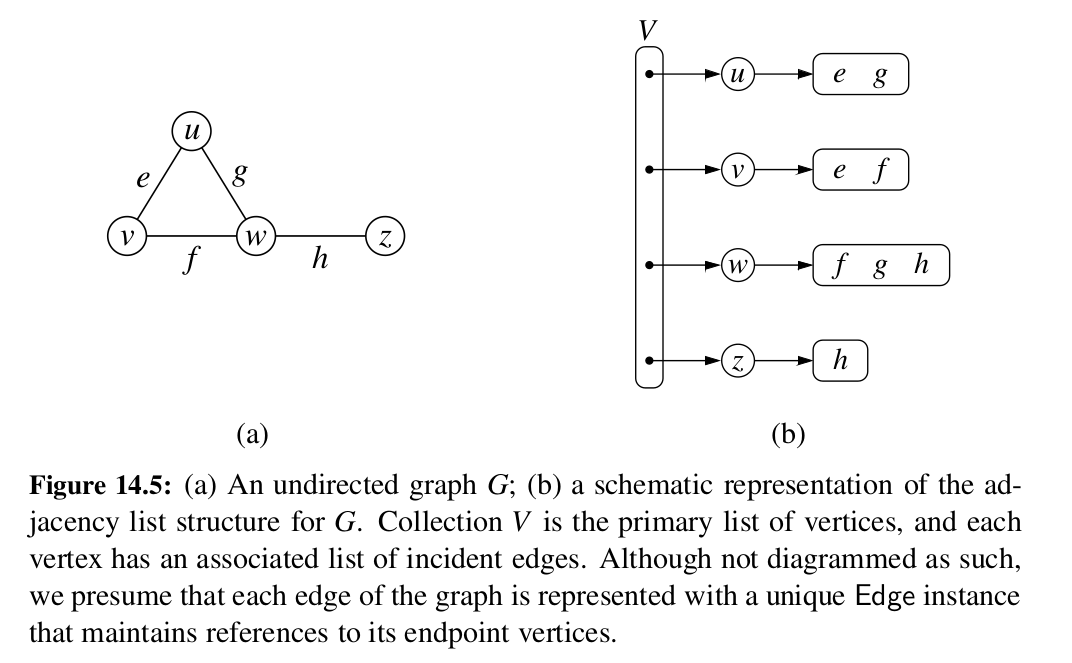 V
u
e g
u
e
g
v
e f
v
w
z
f
h
w
f g h
z
h
(a)
(b)
Figure 14.5: (a) An undirected graph G; (b) a schematic representation of the ad-
jacency list structure for G. Collection V is the primary list of vertices, and each
vertex has an associated list of incident edges. Although not diagrammed as such,
we presume that each edge of the graph is represented with a unique Edge instance
that maintains references to its endpoint vertices.